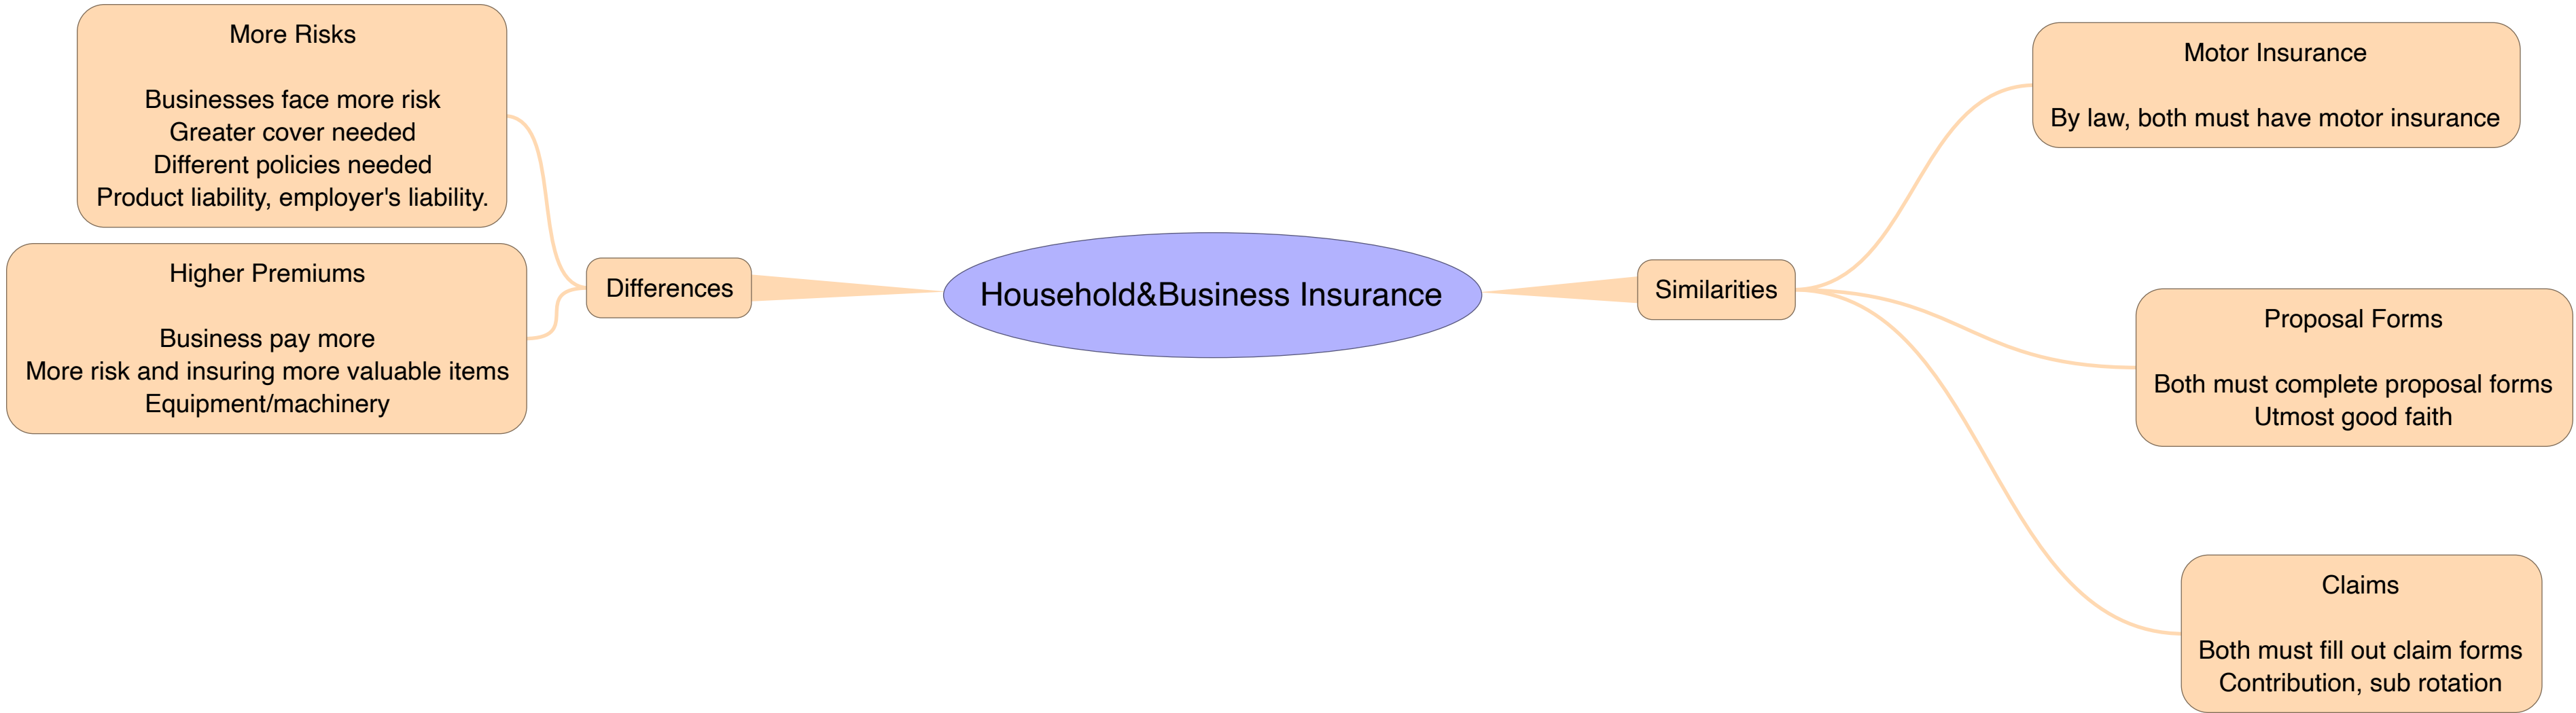 More Risks
Businesses face more risk
Greater cover needed
Different policies needed
Product liability, employer's liability.
Higher Premiums
Business pay more
More risk and insuring more valuable items
Equipment/machinery
Differences
Household&Business Insurance
Similarities
Motor Insurance
By law, both must have motor insurance
Proposal Forms
Both must complete proposal forms
Utmost good faith
Claims
Both must fill out claim forms
Contribution, sub rotation